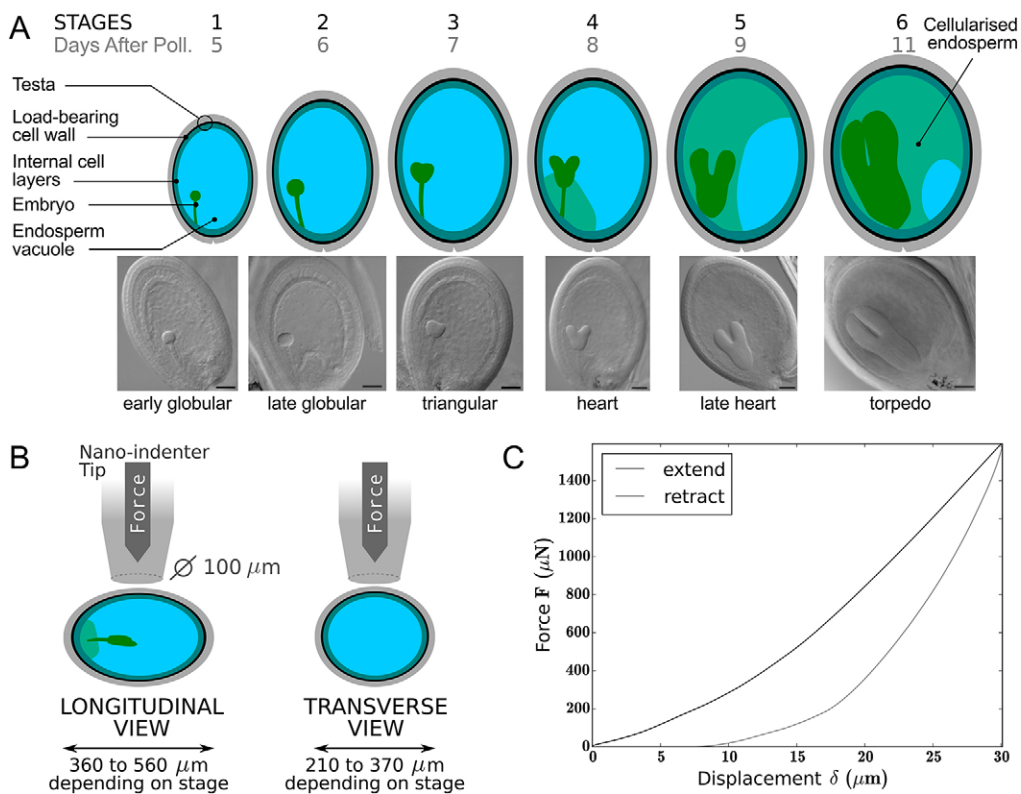 A
STAGES 1 2 3 4 5 6
Days After Poll. 5 6 7 8 9 11
Cellularised
endosperm
Testa
Load-bearing
cell wall
Internal cell
layers
Embryo
Endosperm
vacuole
early globular
late globular
triangular
heart
late heart
torpedo
B
Nano-indenter
Tip
Force
Force
⌀ 100 μm
LONGITUDINAL
VIEW
TRANSVERSE
VIEW
360 to 560 μm
depending on stage
210 to 370 μm
depending on stage
C
extend
retract
Force F (μN)
1400
1200
1000
800
600
400
200
0
0 5 10 15 20 25 30
Displacement δ (μm)